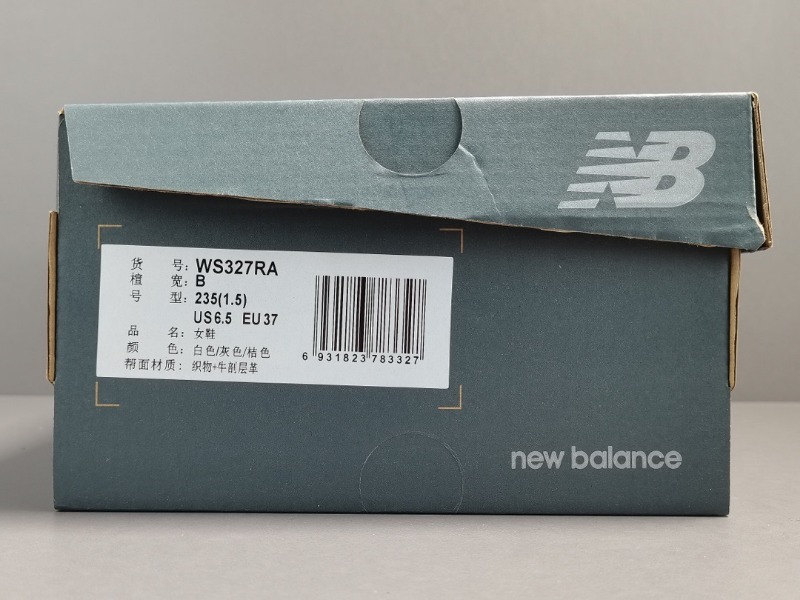 NB
货 号: WS327RA
楦 宽: B
号 型: 235(1.5)
US6.5 EU37
品 名: 女鞋
颜 色: 白色/灰色/桔色
帮面材质: 织物+牛剖层革
6 931823 783327
new balance